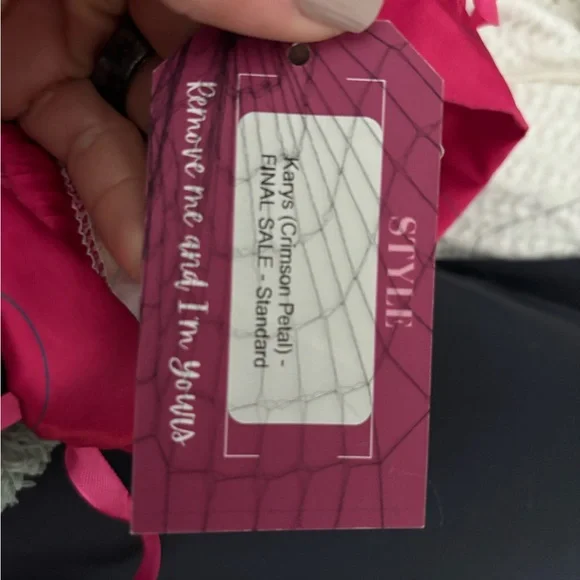 STYLE
Karys (Crimson Petal) -
FINAL SALE - Standard
Remove me and I'm yours